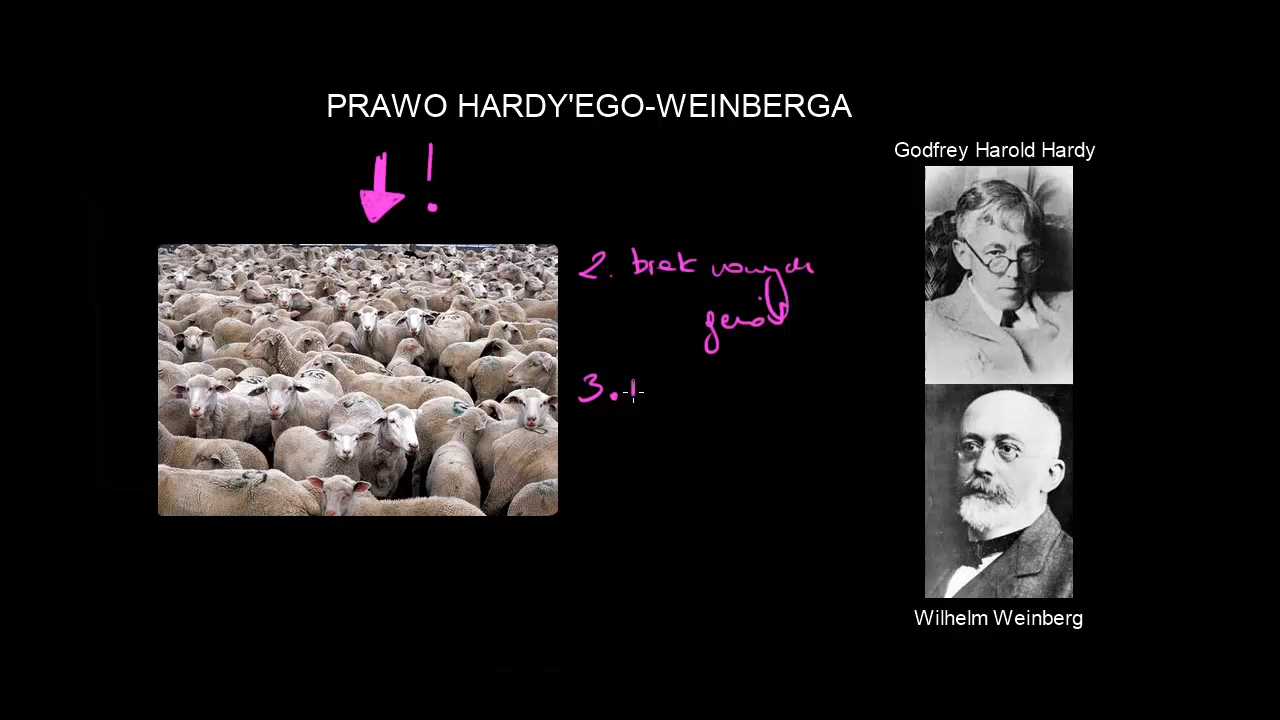 PRAWO HARDY'EGO-WEINBERGA
!
Godfrey Harold Hardy
2. brak nowych
genów
3.
Wilhelm Weinberg